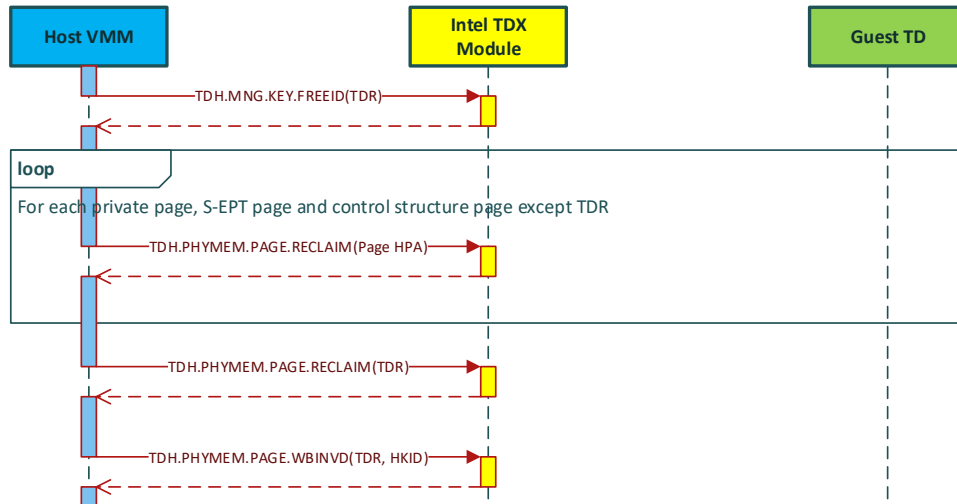 Host VMM
Intel TDX
Module
Guest TD
TDH.MNG.KEY.FREEID(TDR)
loop
For each private page, S-EPT page and control structure page except TDR
TDH.PHYMEM.PAGE.RECLAIM(Page HPA)
TDH.PHYMEM.PAGE.RECLAIM(TDR)
TDH.PHYMEM.PAGE.WBINVD(TDR, HKID)